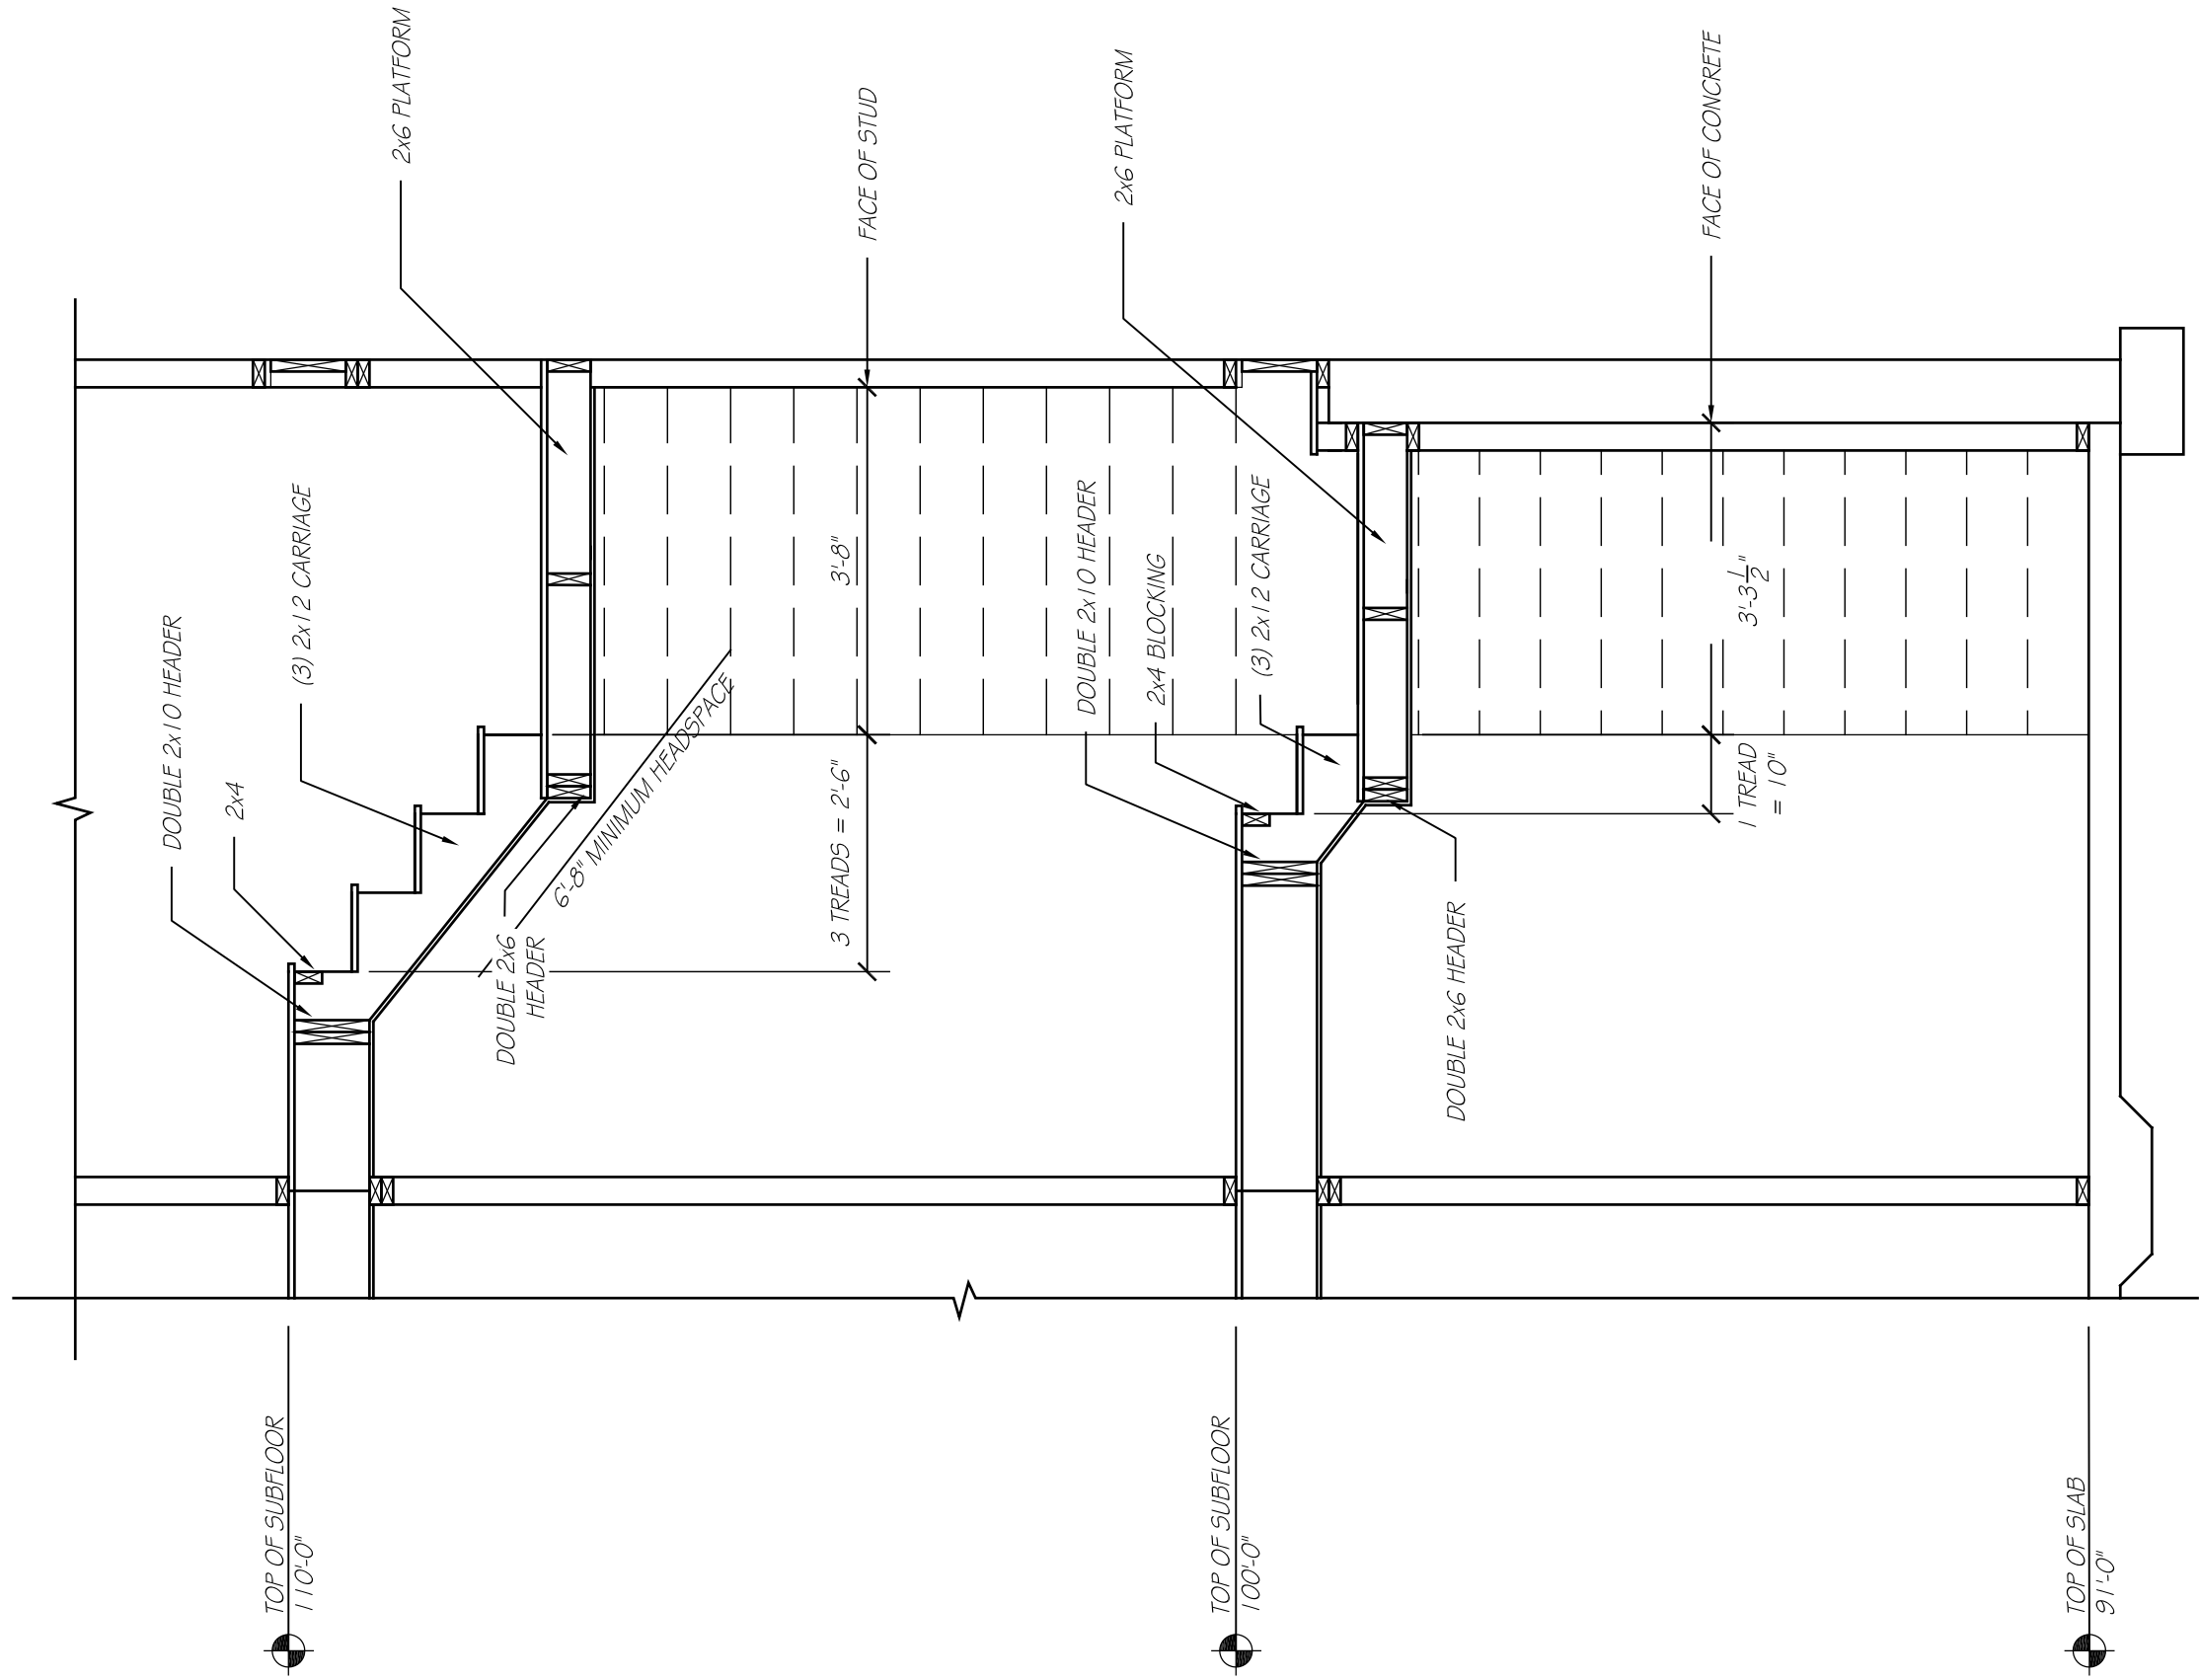 2x6 PLATFORM
FACE OF STUD
2x6 PLATFORM
FACE OF CONCRETE
DOUBLE 2x10 HEADER
2x4
(3) 2x12 CARRIAGE
3'-8"
6'-8" MINIMUM HEADSPACE
3 TREADS = 2'-6"
DOUBLE 2x6
HEADER
DOUBLE 2x10 HEADER
2x4 BLOCKING
(3) 2x12 CARRIAGE
3'-3 1/2"
1 TREAD
= 10"
DOUBLE 2x6 HEADER
TOP OF SUBFLOOR
110'-0"
TOP OF SUBFLOOR
100'-0"
TOP OF SLAB
91'-0"